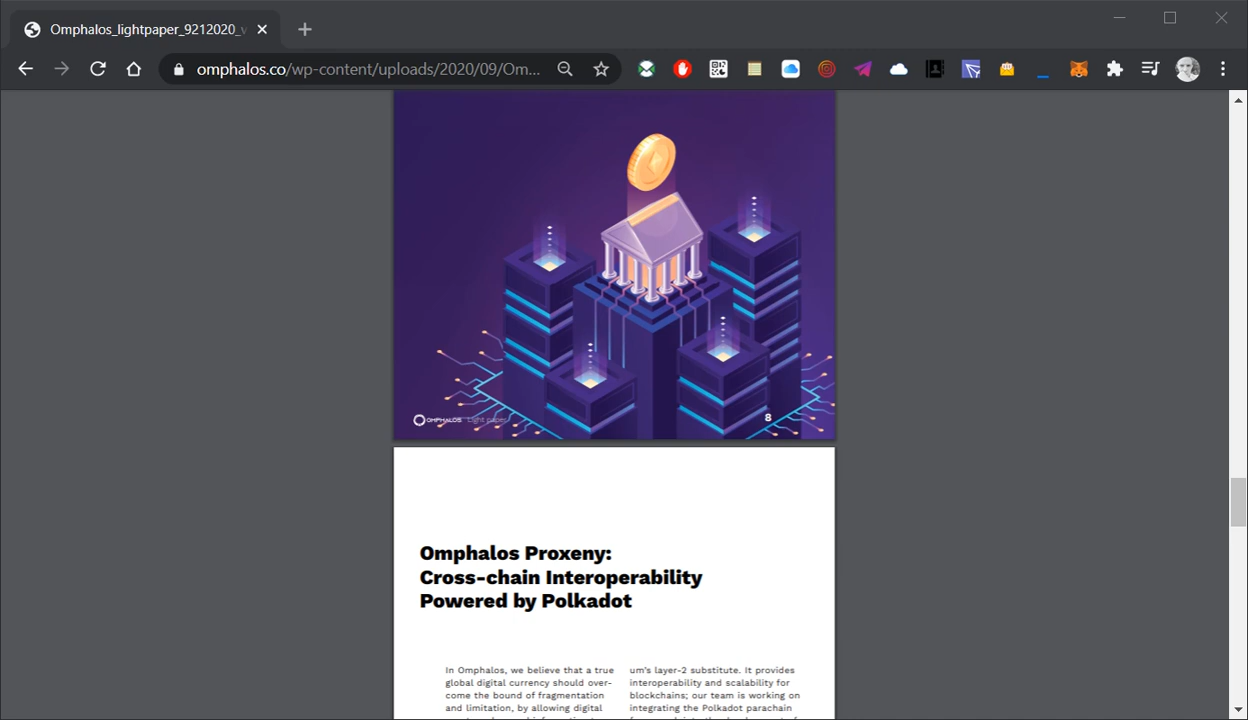 Omphalos_lightpaper_9212020_v
omphalos.co/wp-content/uploads/2020/09/Om...
OMPHALOS Light paper
8
Omphalos Proxeny:
Cross-chain Interoperability
Powered by Polkadot
In Omphalos, we believe that a true
global digital currency should over-
come the bound of fragmentation
and limitation, by allowing digital
um's layer-2 substitute. It provides
interoperability and scalability for
blockchains; our team is working on
integrating the Polkadot parachain